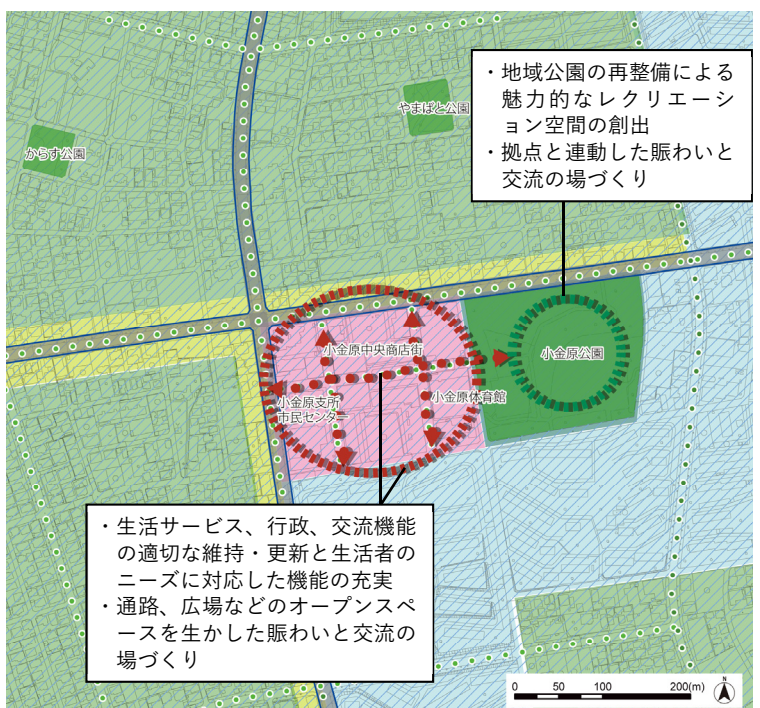 ・地域公園の再整備による
魅力的なレクリエーシ
ョン空間の創出
・拠点と連動した賑わいと
交流の場づくり
やまばと公園
からす公園
小金原中央商店街
小金原公園
小金原支所
市民センター
小金原体育館
・生活サービス、行政、交流機能
の適切な維持・更新と生活者の
ニーズに対応した機能の充実
・通路、広場などのオープンスペ
ースを生かした賑わいと交流の
場づくり
0 50 100 200(m)
N